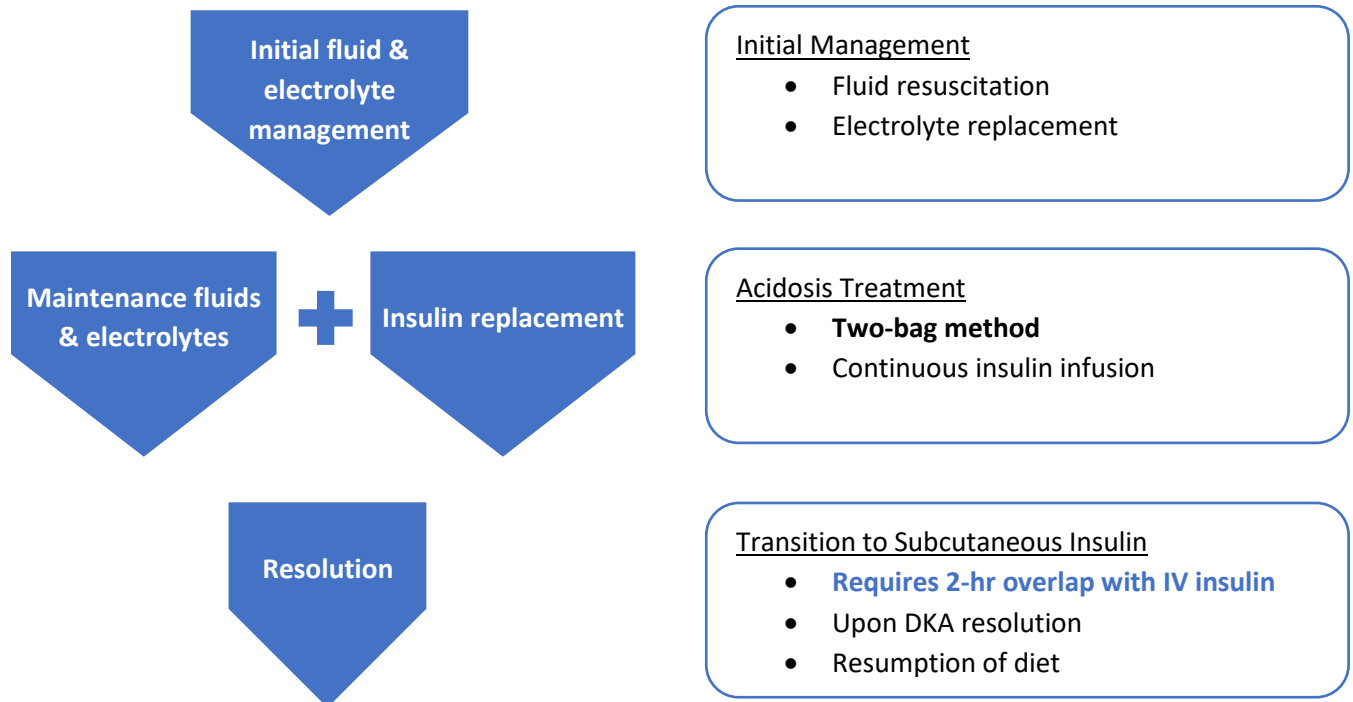 Initial fluid &
electrolyte
management
Initial Management
• Fluid resuscitation
• Electrolyte replacement
Maintenance fluids
& electrolytes
Insulin replacement
Acidosis Treatment
• Two-bag method
• Continuous insulin infusion
Resolution
Transition to Subcutaneous Insulin
• Requires 2-hr overlap with IV insulin
• Upon DKA resolution
• Resumption of diet